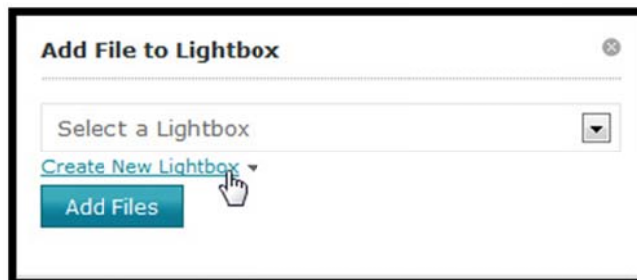 Add File to Lightbox
Select a Lightbox
Create New Lightbox
Add Files